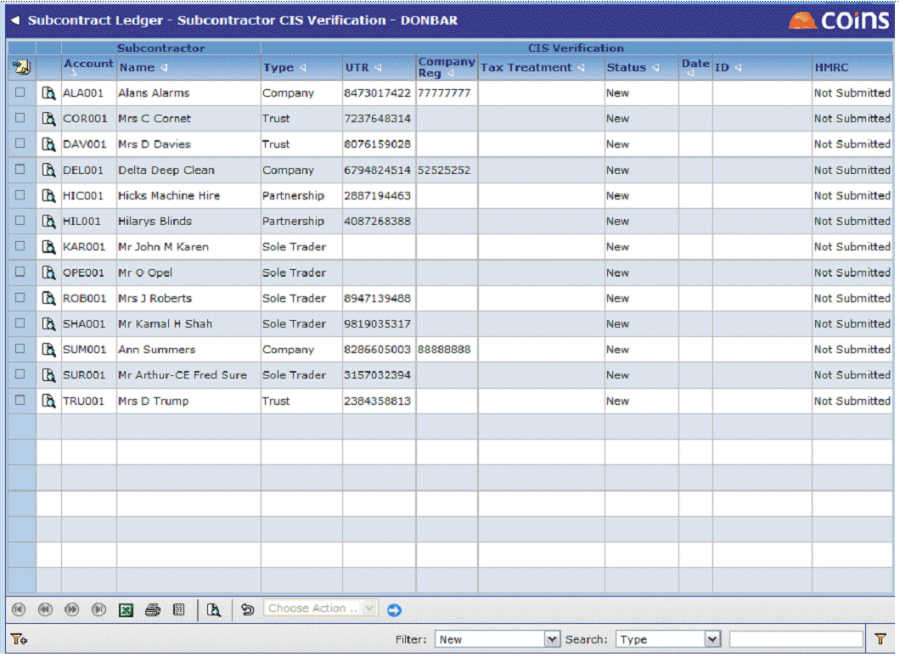 Subcontract Ledger - Subcontractor CIS Verification - DONBAR coins
Subcontractor CIS Verification
Account Name Type UTR Company Reg Tax Treatment Status Date ID HMRC
ALA001 Alans Alarms Company 8473017422 77777777 New Not Submitted
COR001 Mrs C Cornet Trust 7237648314 New Not Submitted
DAV001 Mrs D Davies Trust 8076159028 New Not Submitted
DEL001 Delta Deep Clean Company 6794824514 52525252 New Not Submitted
HIC001 Hicks Machine Hire Partnership 2887194463 New Not Submitted
HIL001 Hilarys Blinds Partnership 4087268388 New Not Submitted
KAR001 Mr John M Karen Sole Trader New Not Submitted
OPE001 Mr O Opel Sole Trader New Not Submitted
ROB001 Mrs J Roberts Sole Trader 8947139488 New Not Submitted
SHA001 Mr Kamal H Shah Sole Trader 9819035317 New Not Submitted
SUM001 Ann Summers Company 8286605003 88888888 New Not Submitted
SUR001 Mr Arthur-CE Fred Sure Sole Trader 3157032394 New Not Submitted
TRU001 Mrs D Trump Trust 2384358813 New Not Submitted
Choose Action ..
Filter: New Search: Type